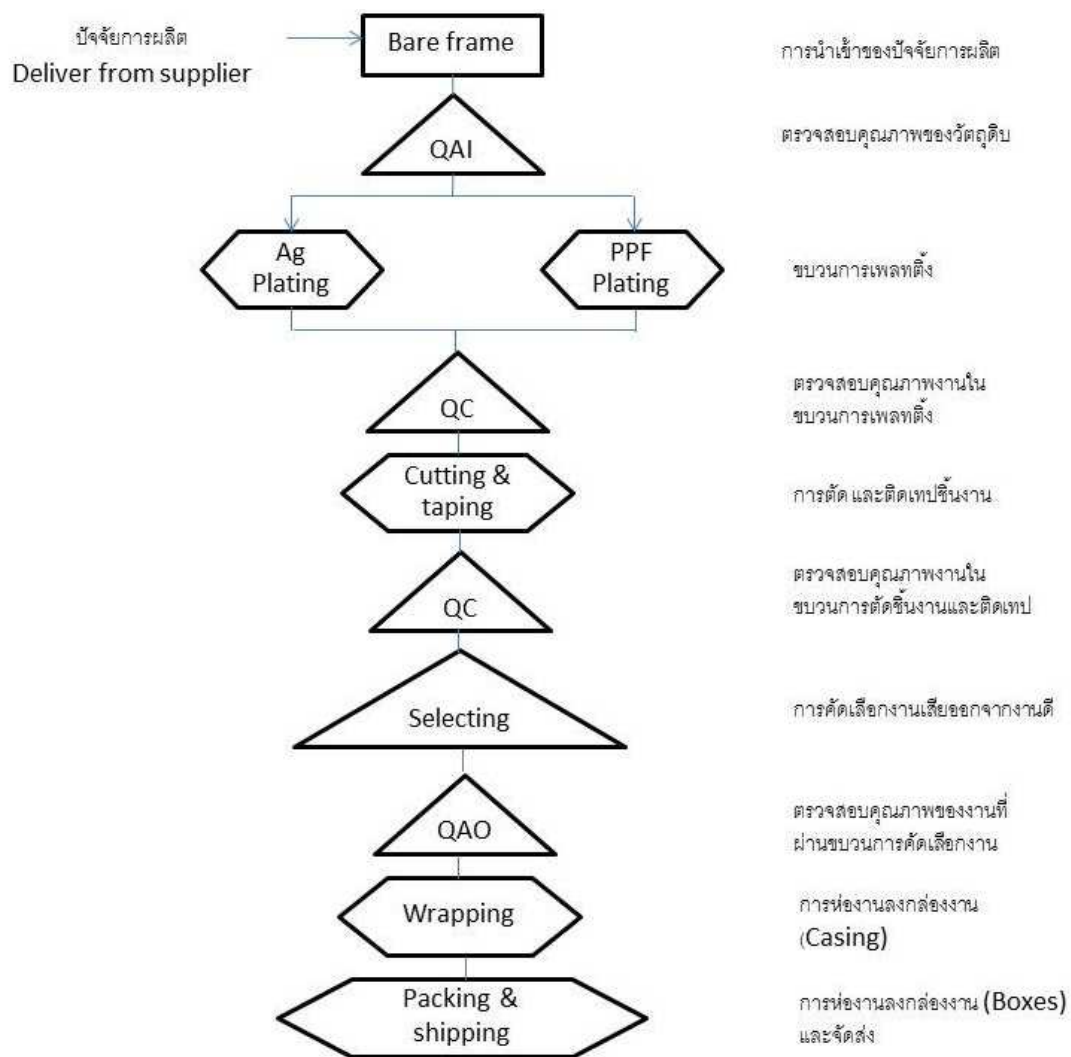 ปัจจัยการผลิต
Deliver from supplier
Bare frame
การนำเข้าของปัจจัยการผลิต
QAI
ตรวจสอบคุณภาพของวัตถุดิบ
Ag
Plating
PPF
Plating
ขบวนการเพลทติ้ง
QC
ตรวจสอบคุณภาพงานใน
ขบวนการเพลทติ้ง
Cutting &
taping
การตัด และติดเทปชิ้นงาน
QC
ตรวจสอบคุณภาพงานใน
ขบวนการตัดชิ้นงานและติดเทป
Selecting
การคัดเลือกงานเสียออกจากงานดี
QAO
ตรวจสอบคุณภาพของงานที่
ผ่านขบวนการคัดเลือกงาน
Wrapping
การห่องานลงกล่องงาน
(Casing)
Packing &
shipping
การห่องานลงกล่องงาน (Boxes)
และจัดส่ง